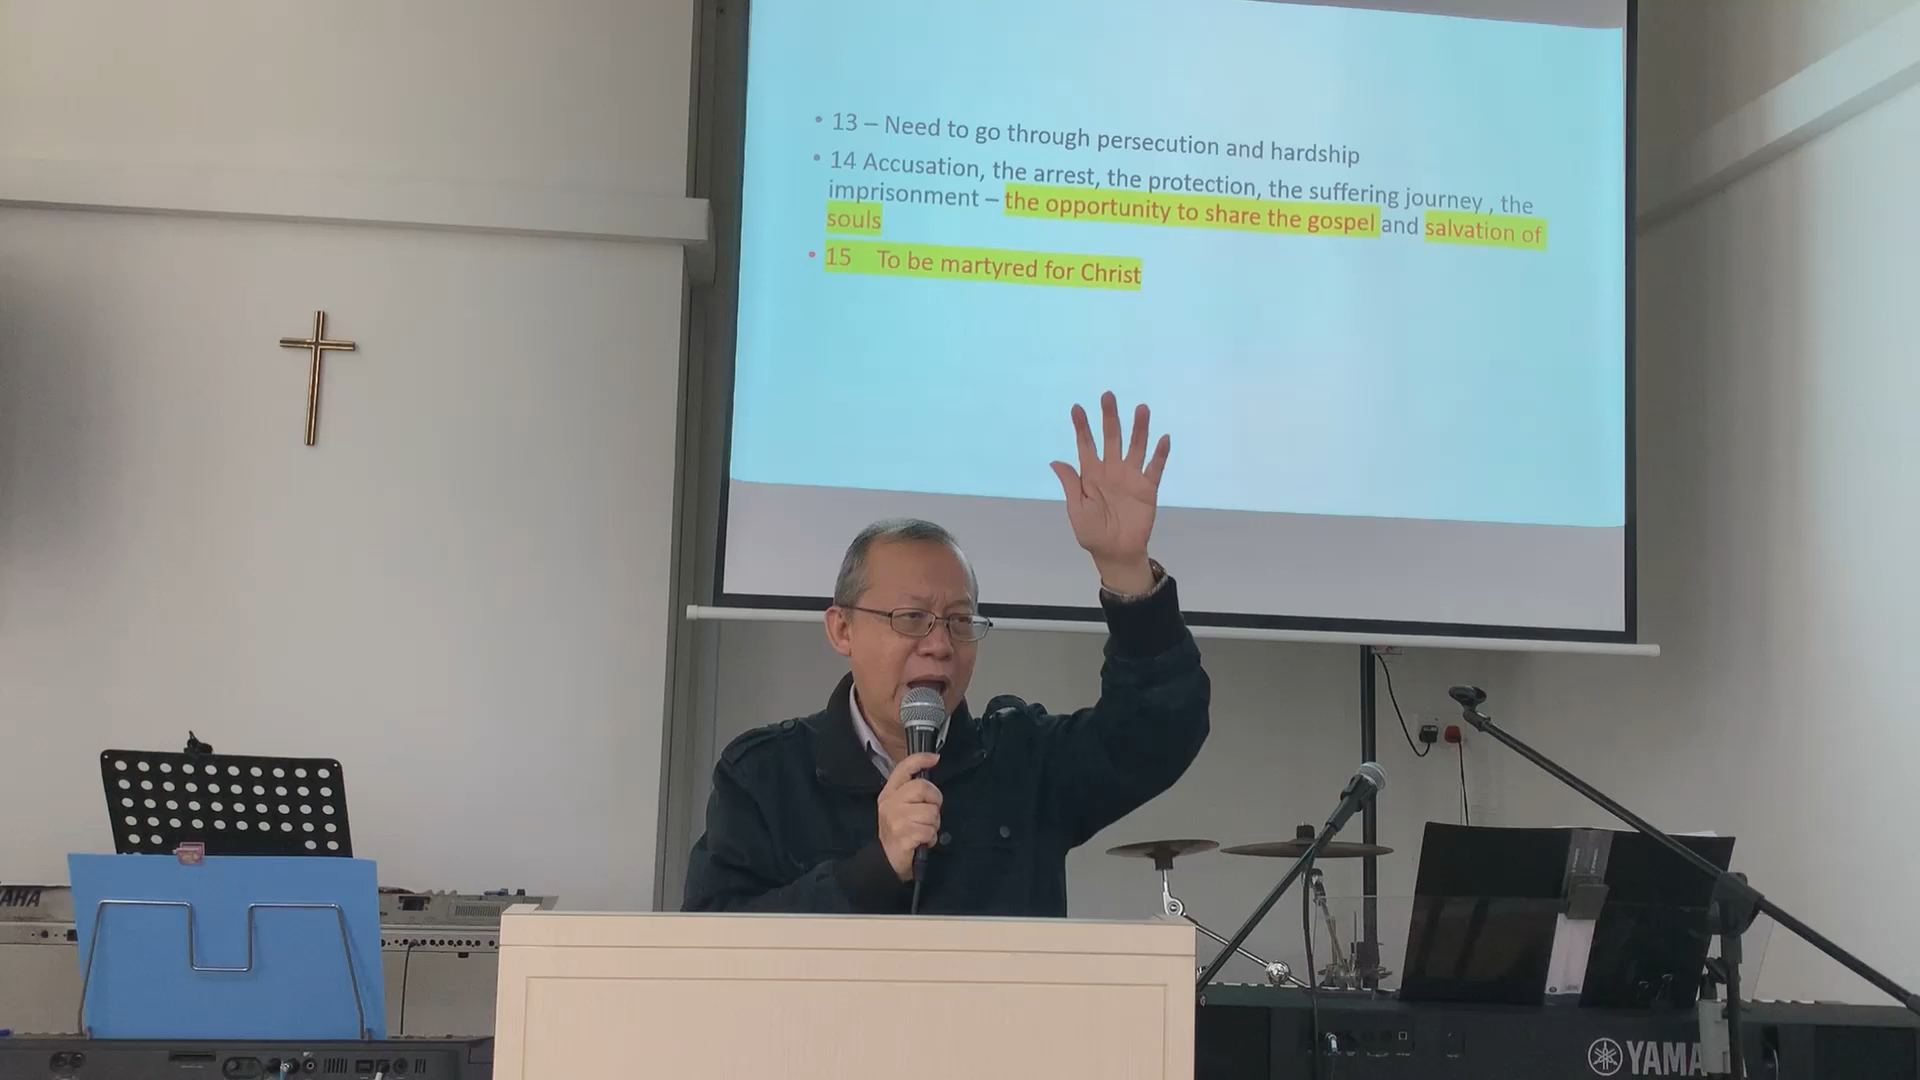 • 13 – Need to go through persecution and hardship
• 14 Accusation, the arrest, the protection, the suffering journey , the
imprisonment – the opportunity to share the gospel and salvation of
souls
• 15 To be martyred for Christ
AHA
YAMA